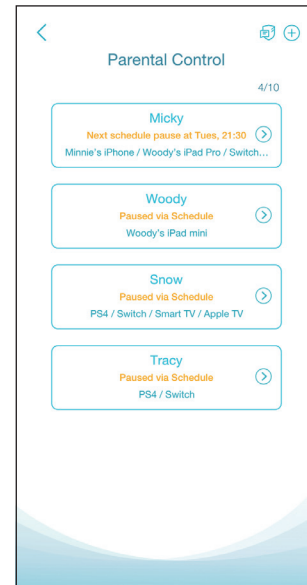 Parental Control
4/10
Micky
Next schedule pause at Tues, 21:30
Minnie's iPhone / Woody's iPad Pro / Switch...
Woody
Paused via Schedule
Woody's iPad mini
Snow
Paused via Schedule
PS4 / Switch / Smart TV / Apple TV
Tracy
Paused via Schedule
PS4 / Switch